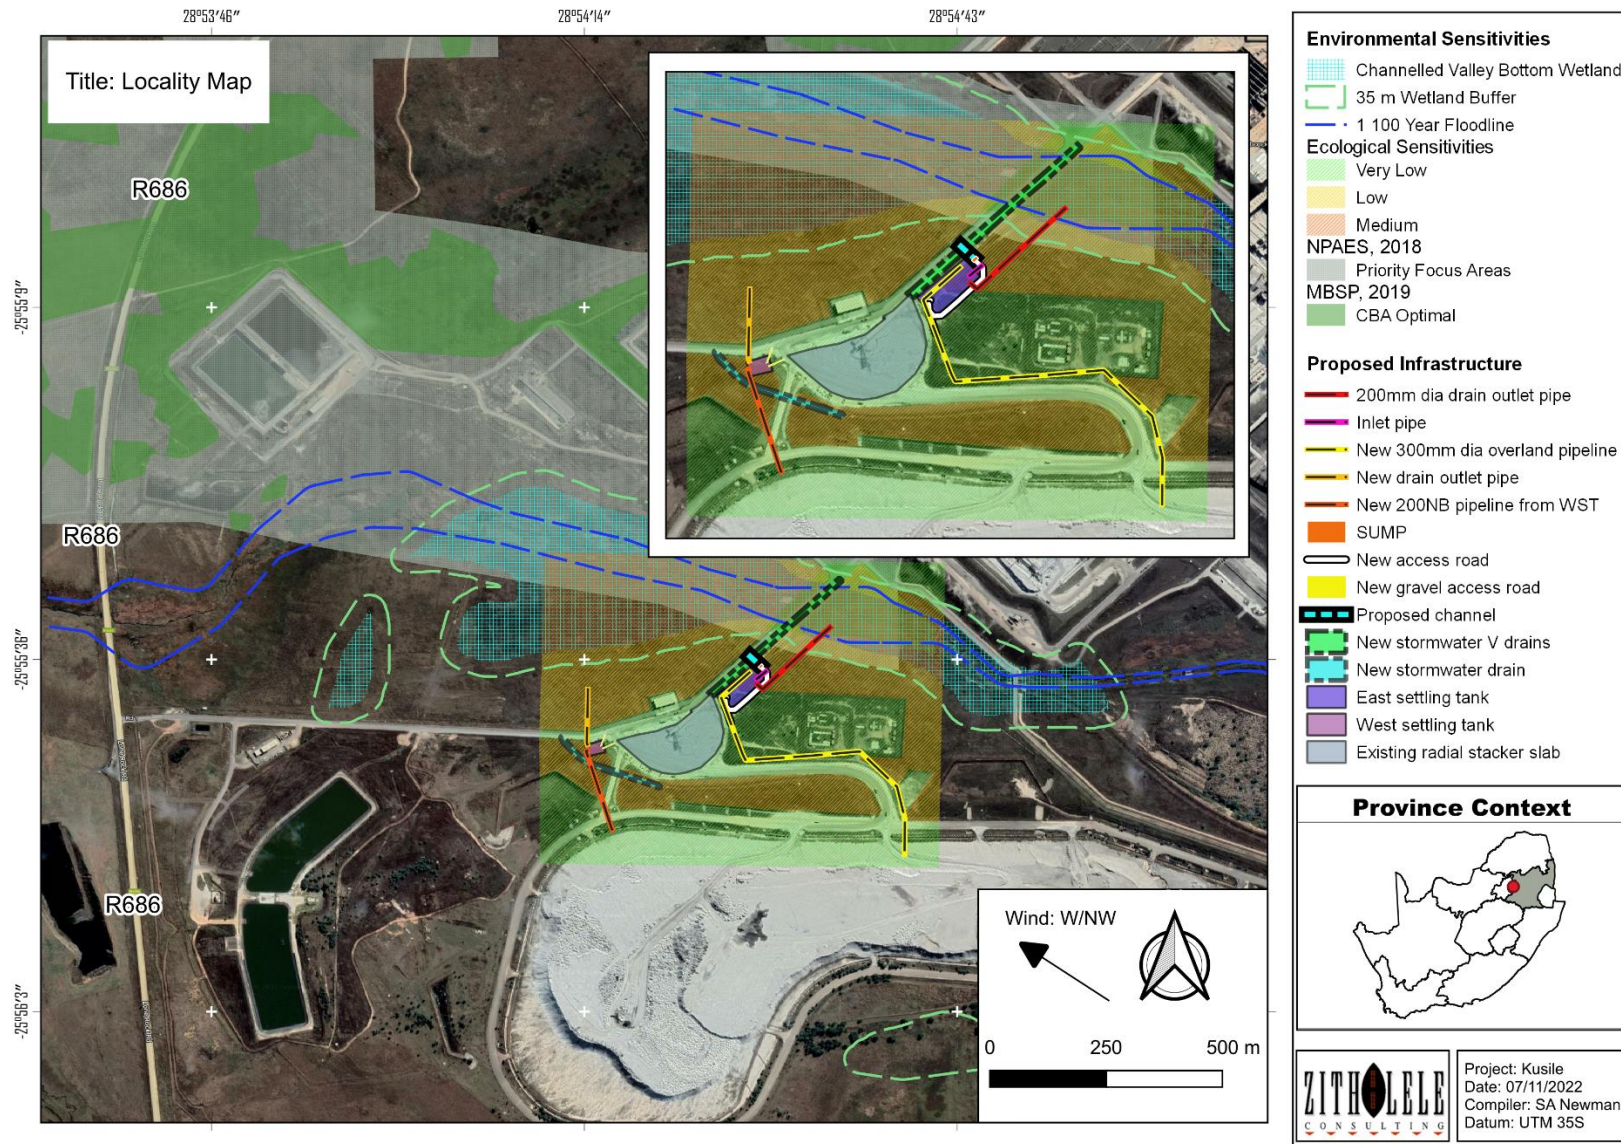 28°53'46"
28°54'14"
28°54'43"
Title: Locality Map
R686
R686
R686
-25°55'9"
-25°55'36"
-25°56'3"
Wind: W/NW
0 250 500 m
Environmental Sensitivities
Channelled Valley Bottom Wetland
35 m Wetland Buffer
1 100 Year Floodline
Ecological Sensitivities
Very Low
Low
Medium
NPAES, 2018
Priority Focus Areas
MBSP, 2019
CBA Optimal
Proposed Infrastructure
200mm dia drain outlet pipe
Inlet pipe
New 300mm dia overland pipeline
New drain outlet pipe
New 200NB pipeline from WST
SUMP
New access road
New gravel access road
Proposed channel
New stormwater V drains
New stormwater drain
East settling tank
West settling tank
Existing radial stacker slab
Province Context
ZITHOLELE
CONSULTING
Project: Kusile
Date: 07/11/2022
Compiler: SA Newman
Datum: UTM 35S